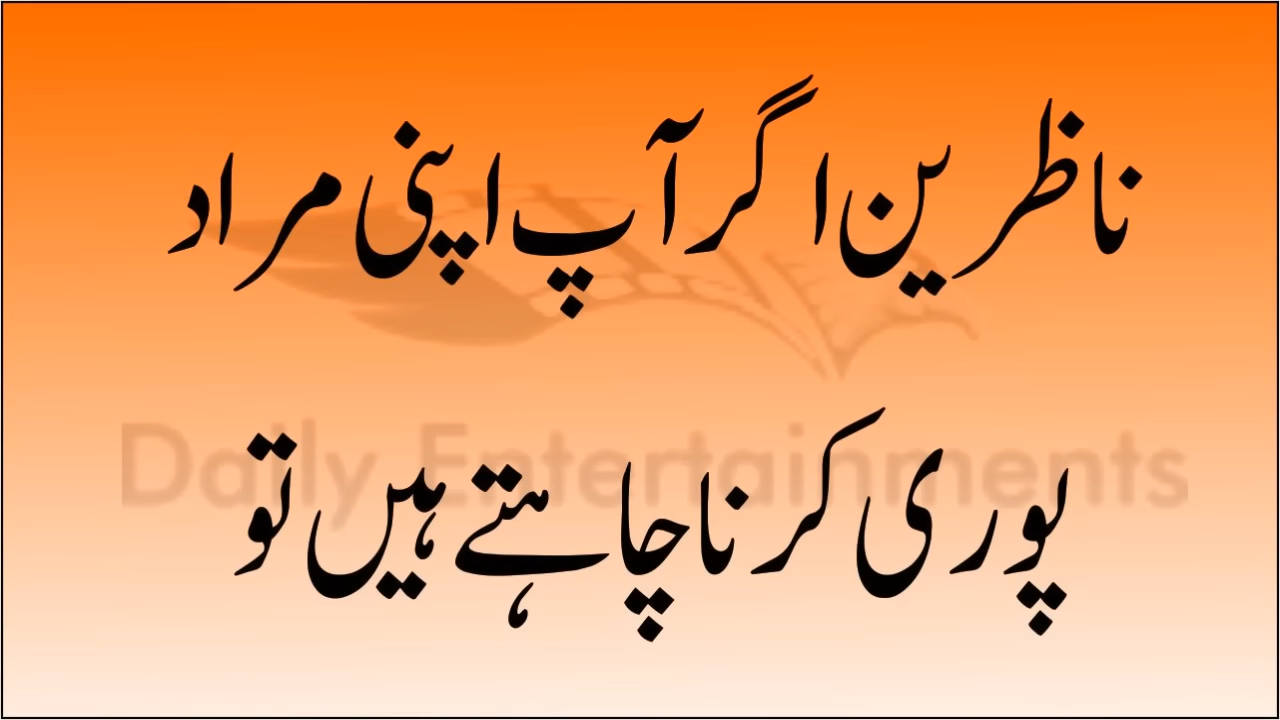 ناظرین اگر آپ اپنی مراد
Daily Entertainments
پوری کرنا چاہتے ہیں تو